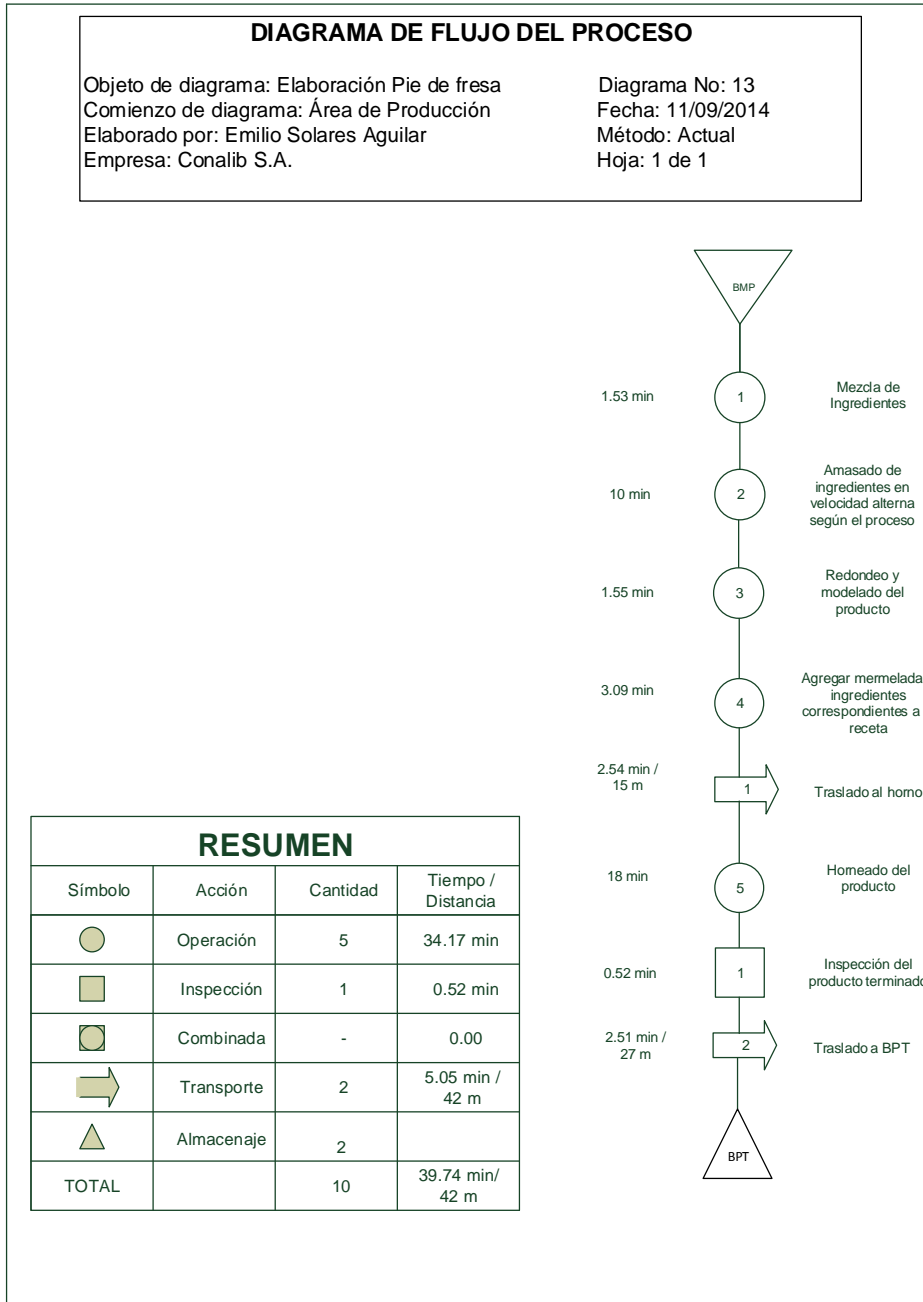 DIAGRAMA DE FLUJO DEL PROCESO
Objeto de diagrama: Elaboración Pie de fresa
Diagrama No: 13
Comienzo de diagrama: Área de Producción
Fecha: 11/09/2014
Elaborado por: Emilio Solares Aguilar
Método: Actual
Empresa: Conalib S.A.
Hoja: 1 de 1
BMP
1.53 min
1
Mezcla de
Ingredientes
10 min
2
Amasado de
ingredientes en
velocidad alterna
según el proceso
1.55 min
3
Redondeo y
modelado del
producto
3.09 min
4
Agregar mermelada
ingredientes
correspondientes a
receta
2.54 min /
15 m
1
Traslado al horno
18 min
5
Horneado del
producto
0.52 min
1
Inspección del
producto terminado
2.51 min /
27 m
2
Traslado a BPT
BPT
RESUMEN
Símbolo
Acción
Cantidad
Tiempo /
Distancia
Operación
5
34.17 min
Inspección
1
0.52 min
Combinada
-
0.00
Transporte
2
5.05 min /
42 m
Almacenaje
2
TOTAL
10
39.74 min/
42 m